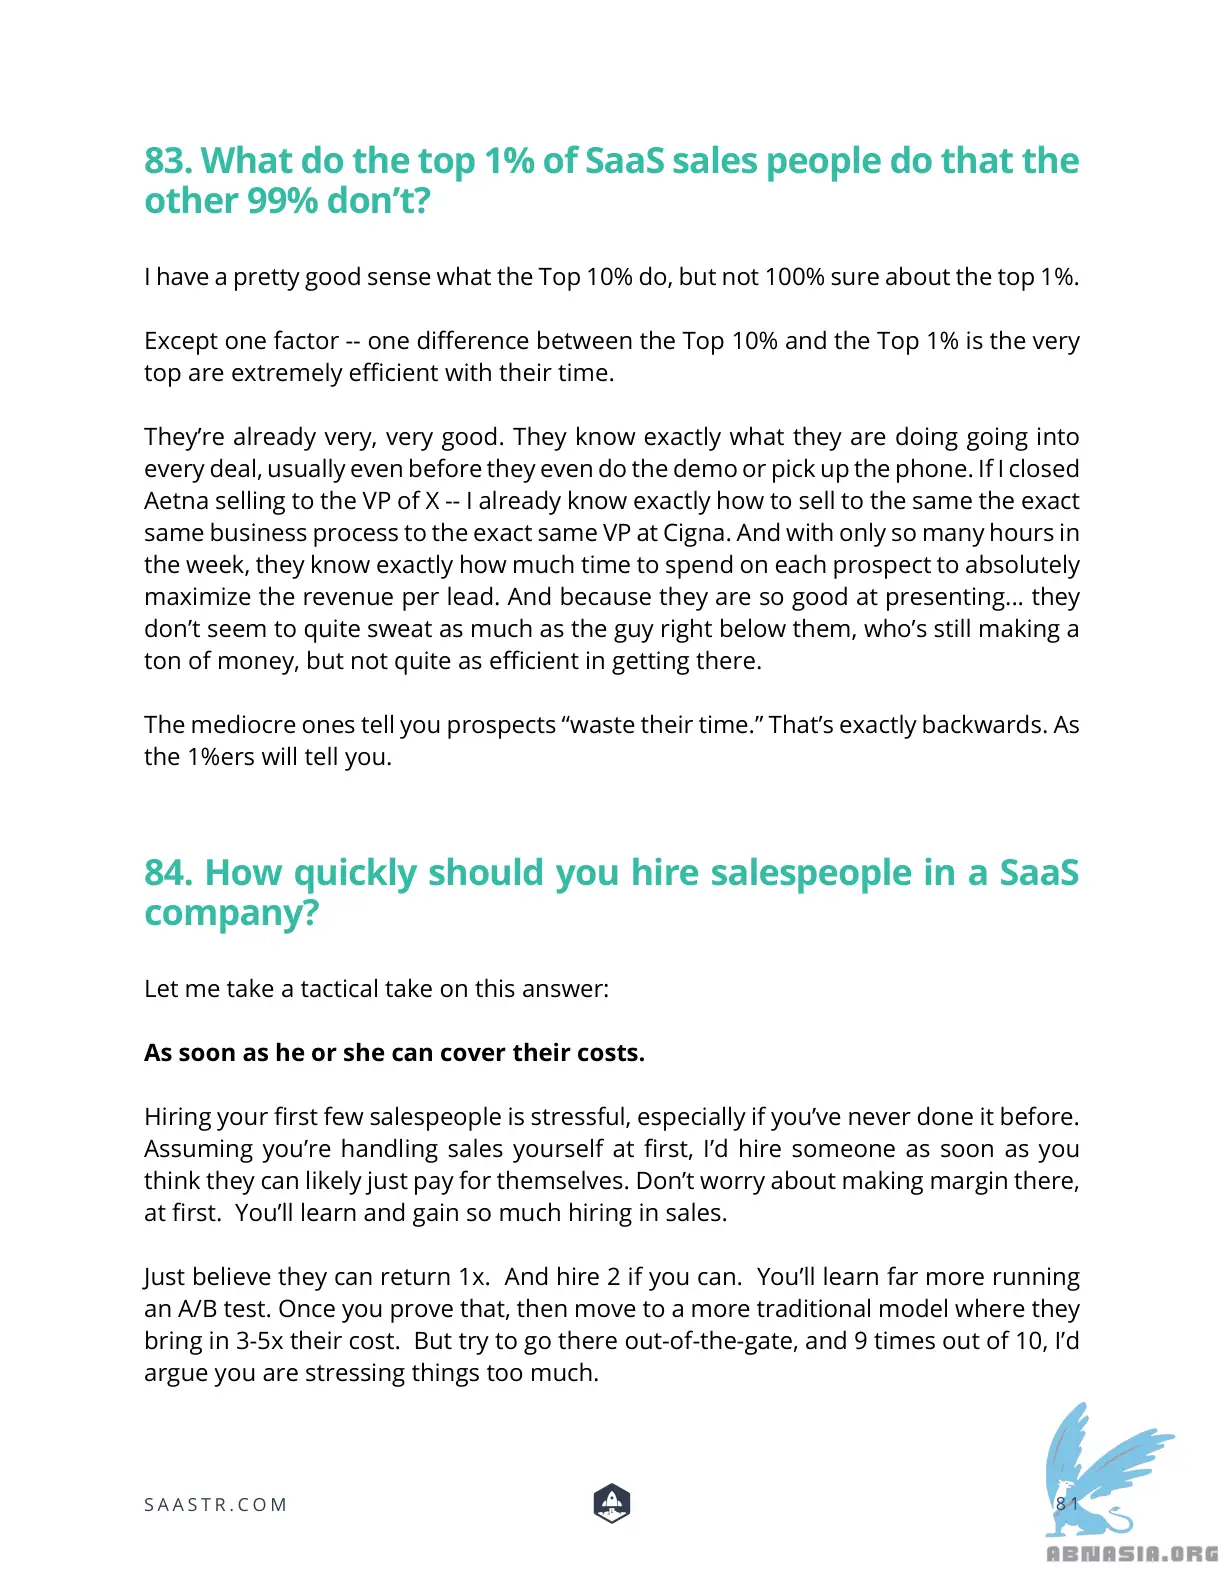 83. What do the top 1% of SaaS sales people do that the
other 99% don’t?
I have a pretty good sense what the Top 10% do, but not 100% sure about the top 1%.
Except one factor -- one difference between the Top 10% and the Top 1% is the very
top are extremely efficient with their time.
They’re already very, very good. They know exactly what they are doing going into
every deal, usually even before they even do the demo or pick up the phone. If I closed
Aetna selling to the VP of X -- I already know exactly how to sell to the same the exact
same business process to the exact same VP at Cigna. And with only so many hours in
the week, they know exactly how much time to spend on each prospect to absolutely
maximize the revenue per lead. And because they are so good at presenting... they
don’t seem to quite sweat as much as the guy right below them, who’s still making a
ton of money, but not quite as efficient in getting there.
The mediocre ones tell you prospects “waste their time.” That’s exactly backwards. As
the 1%ers will tell you.
84. How quickly should you hire salespeople in a SaaS
company?
Let me take a tactical take on this answer:
As soon as he or she can cover their costs.
Hiring your first few salespeople is stressful, especially if you’ve never done it before.
Assuming you’re handling sales yourself at first, I’d hire someone as soon as you
think they can likely just pay for themselves. Don’t worry about making margin there,
at first.  You’ll learn and gain so much hiring in sales.
Just believe they can return 1x.  And hire 2 if you can.  You’ll learn far more running
an A/B test. Once you prove that, then move to a more traditional model where they
bring in 3-5x their cost.  But try to go there out-of-the-gate, and 9 times out of 10, I’d
argue you are stressing things too much.
SAASTR.COM
81
ABNASIA.ORG